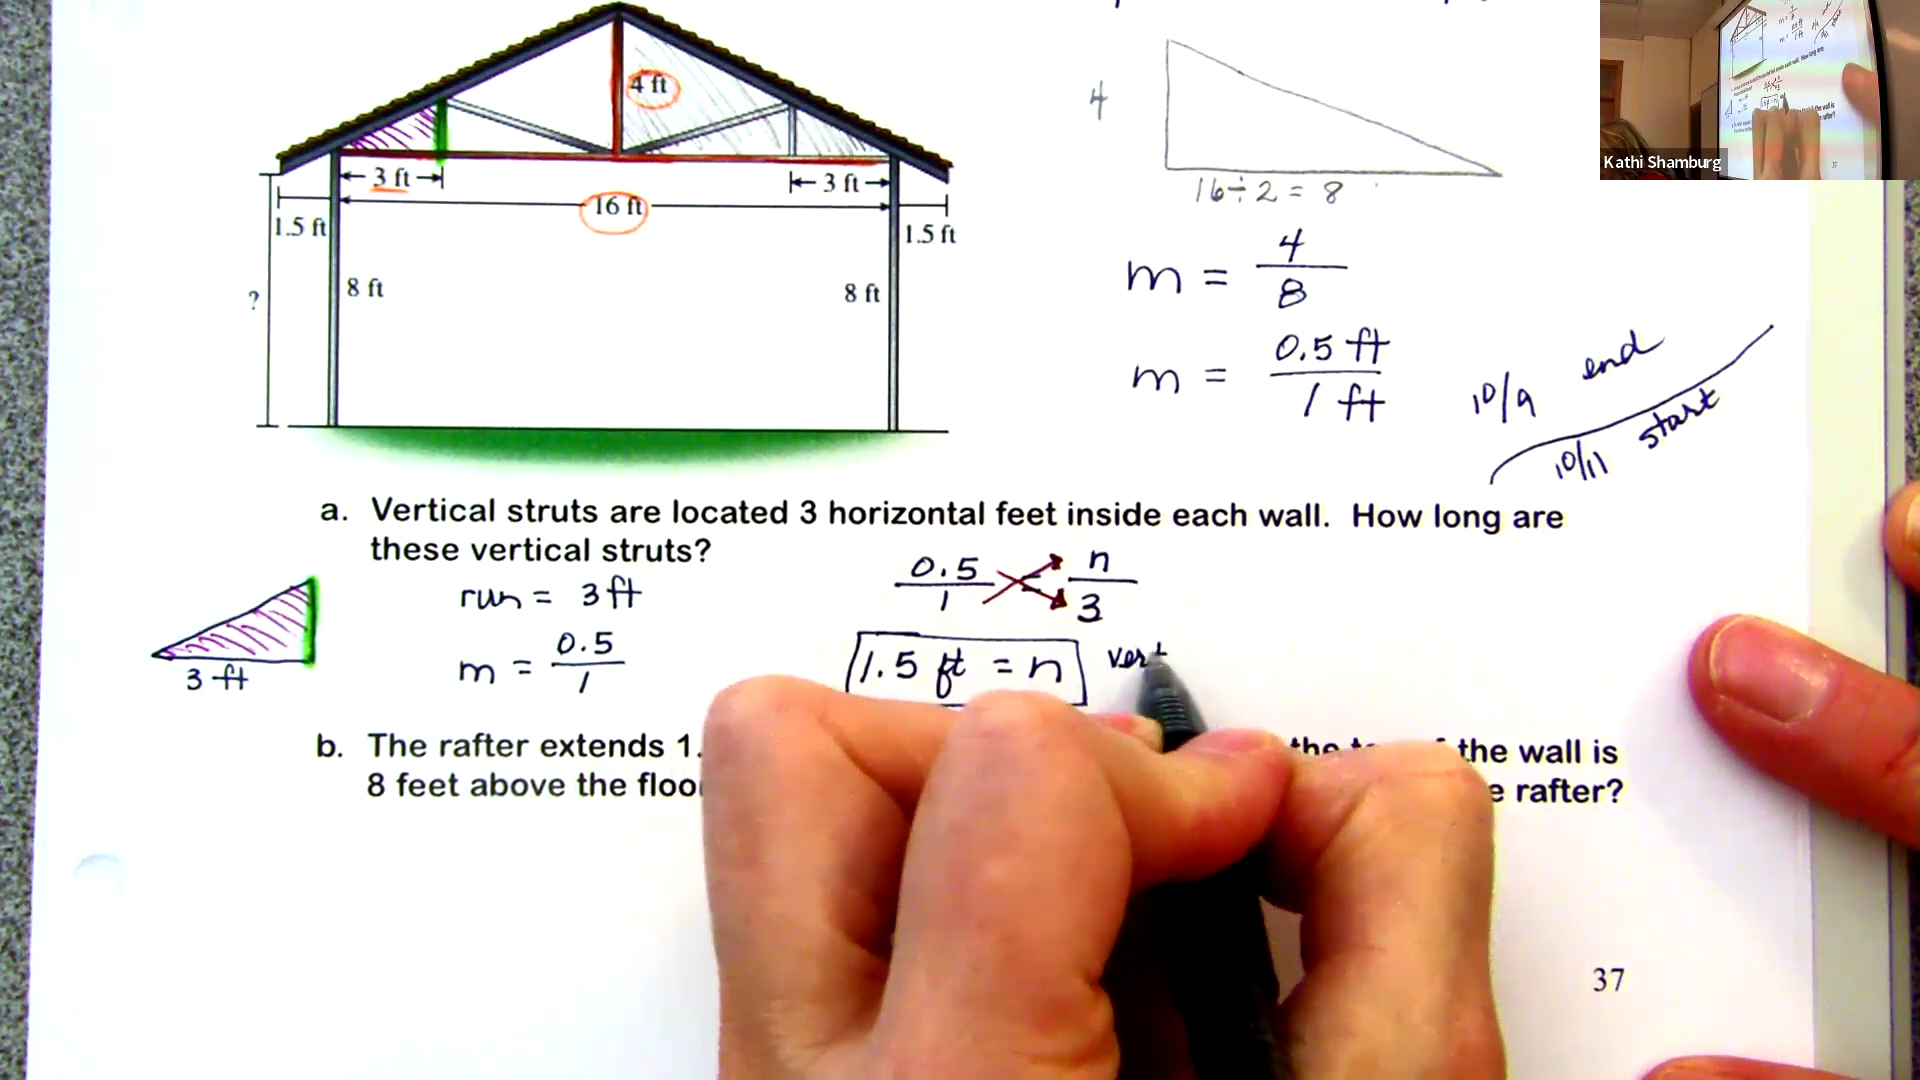 4 ft
3 ft
3 ft
16 ft
1.5 ft
1.5 ft
?
8 ft
8 ft
4
16 ÷ 2 = 8
m = 4/8
m = 0.5 ft / 1 ft
10/9 end
10/11 start
a. Vertical struts are located 3 horizontal feet inside each wall. How long are
these vertical struts?
run = 3 ft
m = 0.5/1
3 ft
0.5/1 n/3
1.5 ft = n vert
b. The rafter extends 1.
the wall is
8 feet above the floo
rafter?
37
Kathi Shamburg